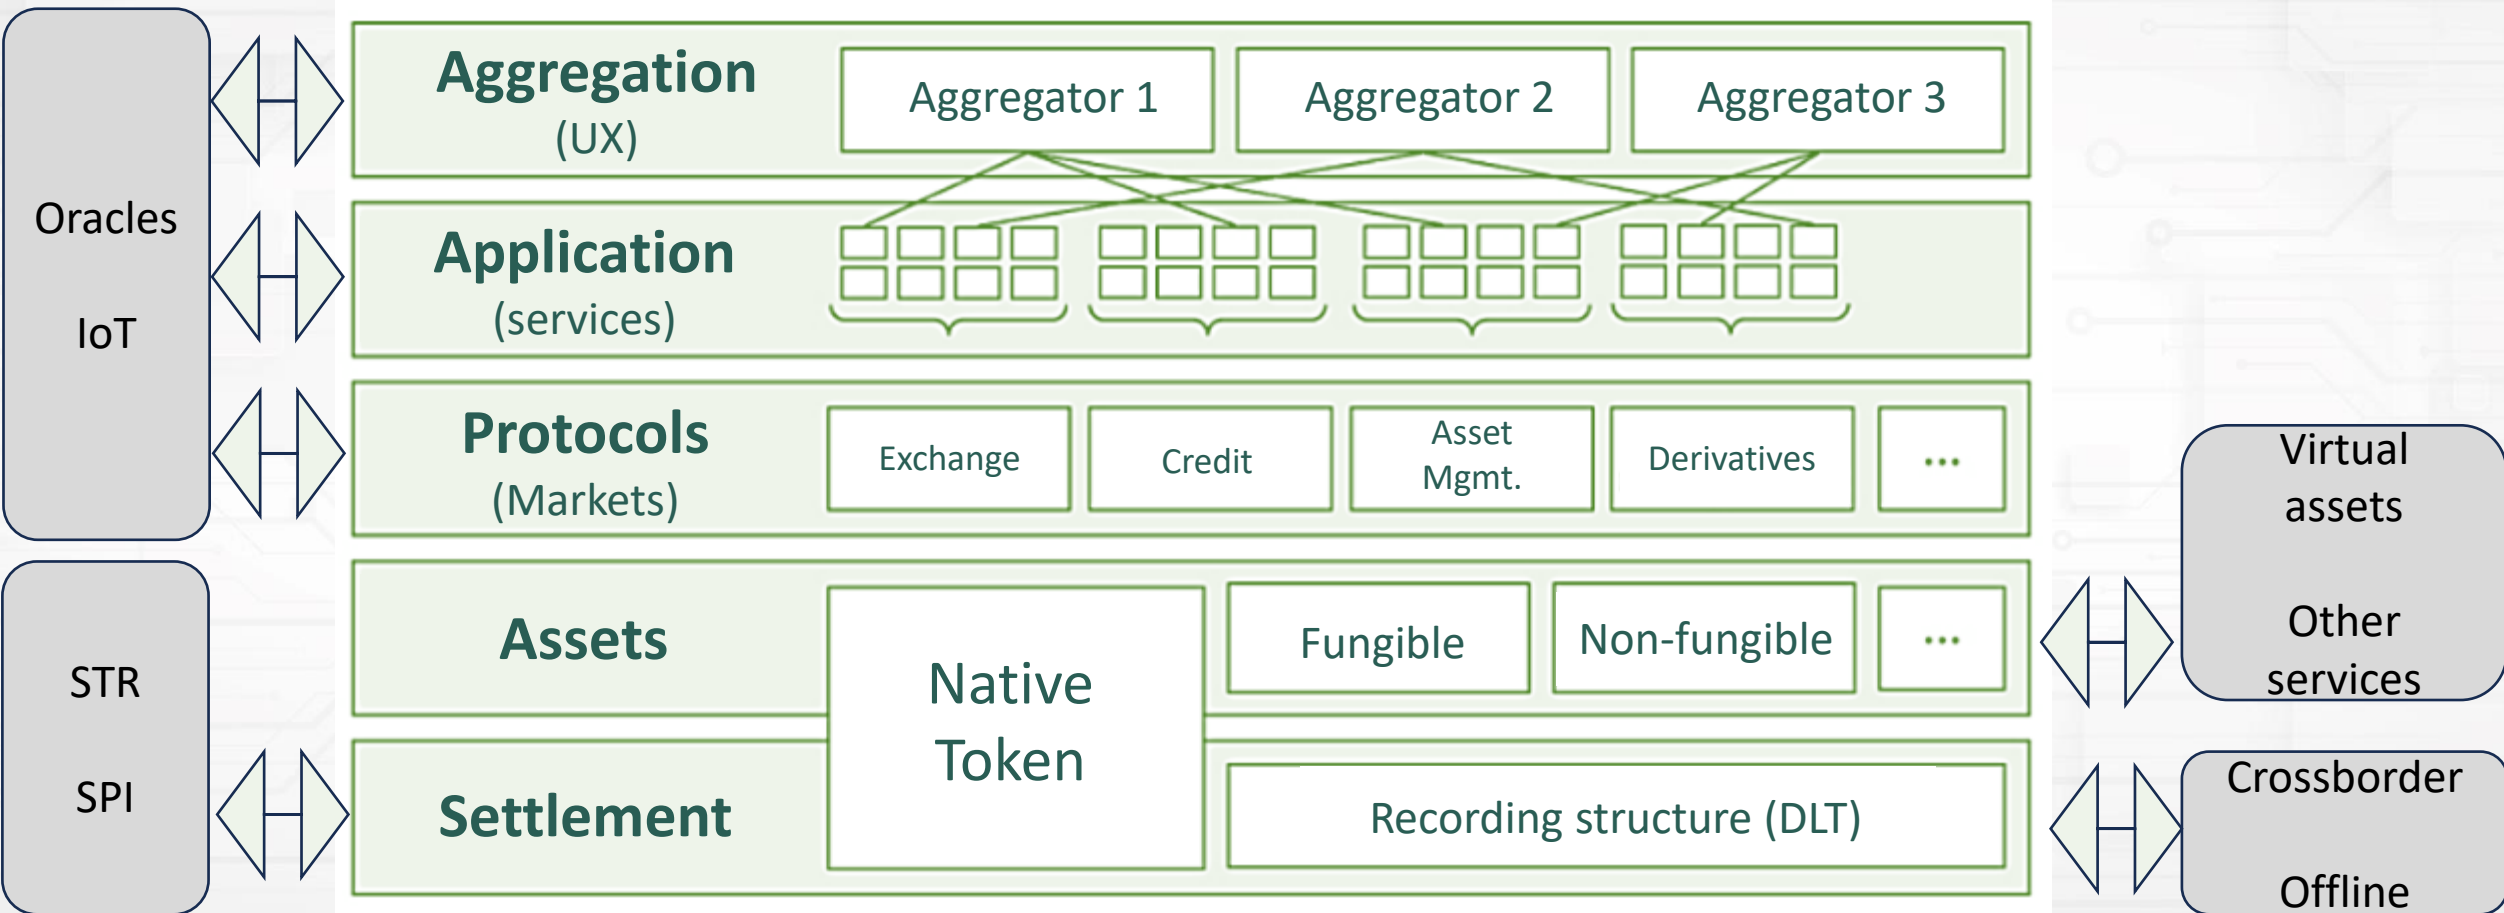 Oracles
IoT
STR
SPI
Aggregation
(UX)
Aggregator 1
Aggregator 2
Aggregator 3
Application
(services)
Protocols
(Markets)
Exchange
Credit
Asset
Mgmt.
Derivatives
...
Assets
Native
Token
Fungible
Non-fungible
...
Settlement
Recording structure (DLT)
Virtual
assets
Other
services
Crossborder
Offline